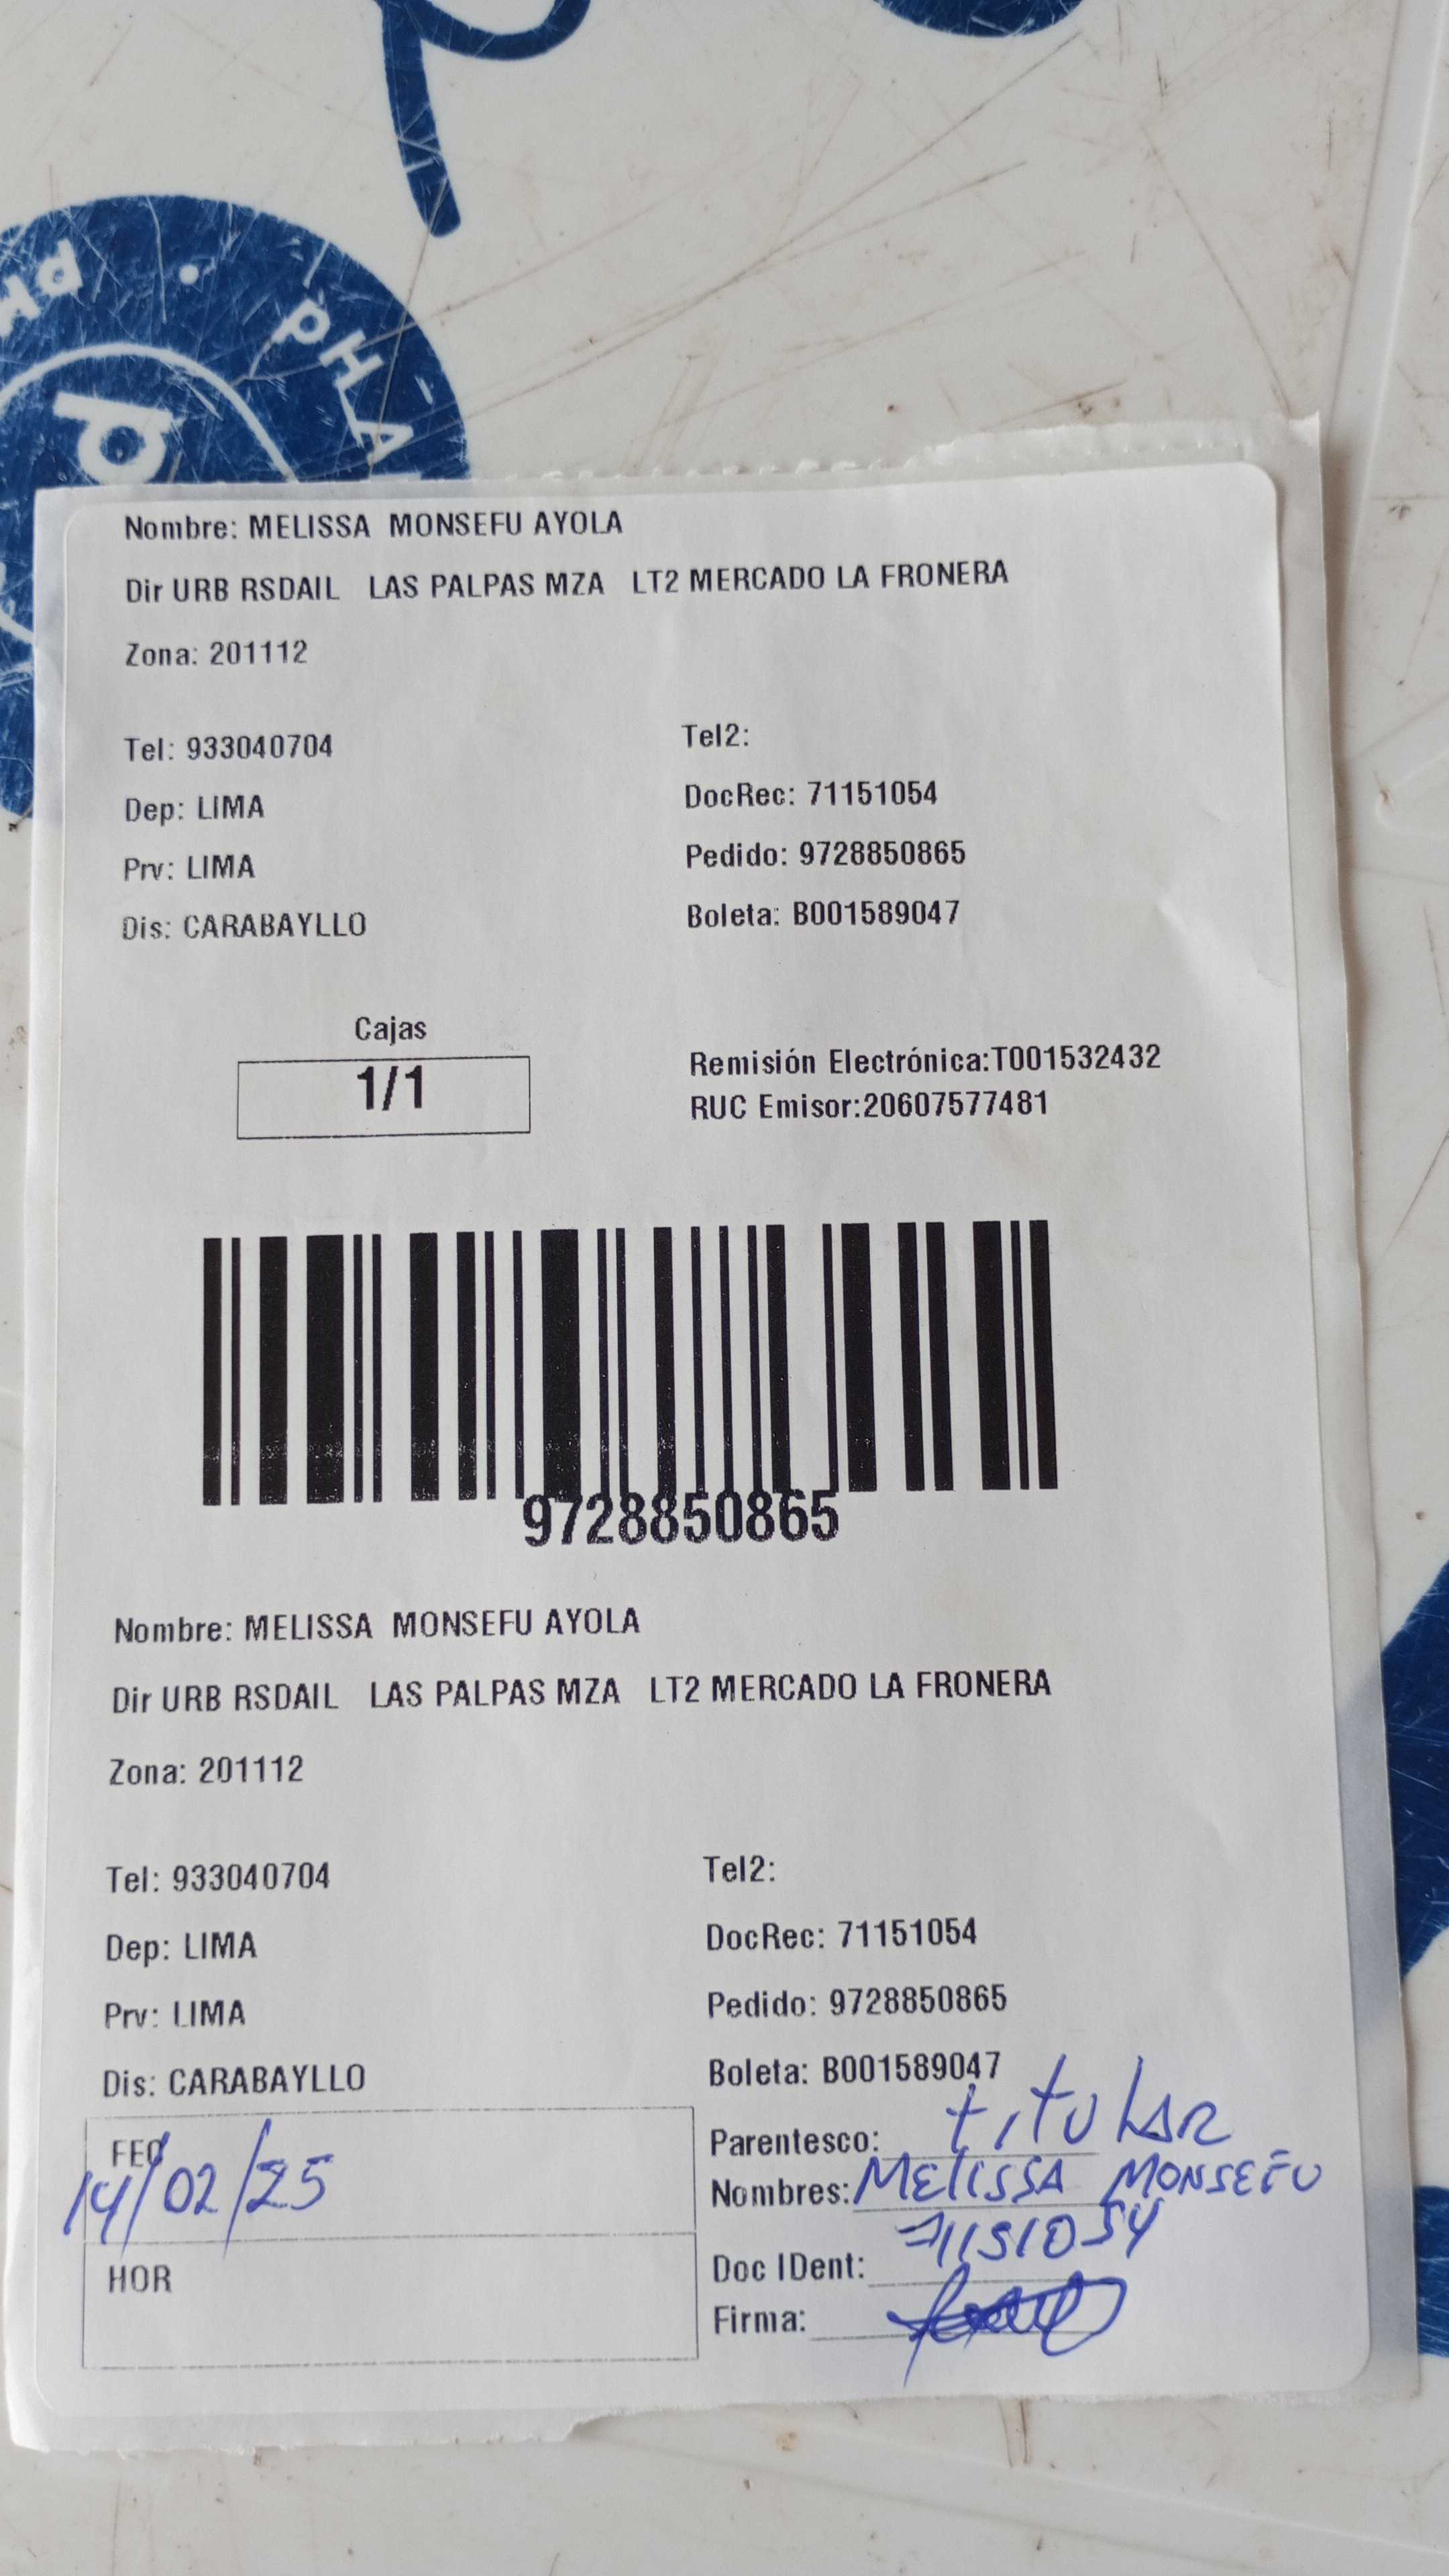 PHA
p
Nombre: MELISSA MONSEFU AYOLA
Dir URB RSDAIL LAS PALPAS MZA LT2 MERCADO LA FRONERA
Zona: 201112
Tel: 933040704 Tel2:
DocRec: 71151054
Dep: LIMA
Pedido: 9728850865
Prv: LIMA
Boleta: B001589047
Dis: CARABAYLLO
Cajas
1/1
Remisión Electrónica:T001532432
RUC Emisor:20607577481
9728850865
Nombre: MELISSA MONSEFU AYOLA
Dir URB RSDAIL LAS PALPAS MZA LT2 MERCADO LA FRONERA
Zona: 201112
Tel: 933040704 Tel2:
Dep: LIMA DocRec: 71151054
Prv: LIMA Pedido: 9728850865
Dis: CARABAYLLO Boleta: B001589047
FEC
14/02/25
HOR
Parentesco: titular
Nombres: MELISSA MONSEFU
Doc IDent: 71151054
Firma: